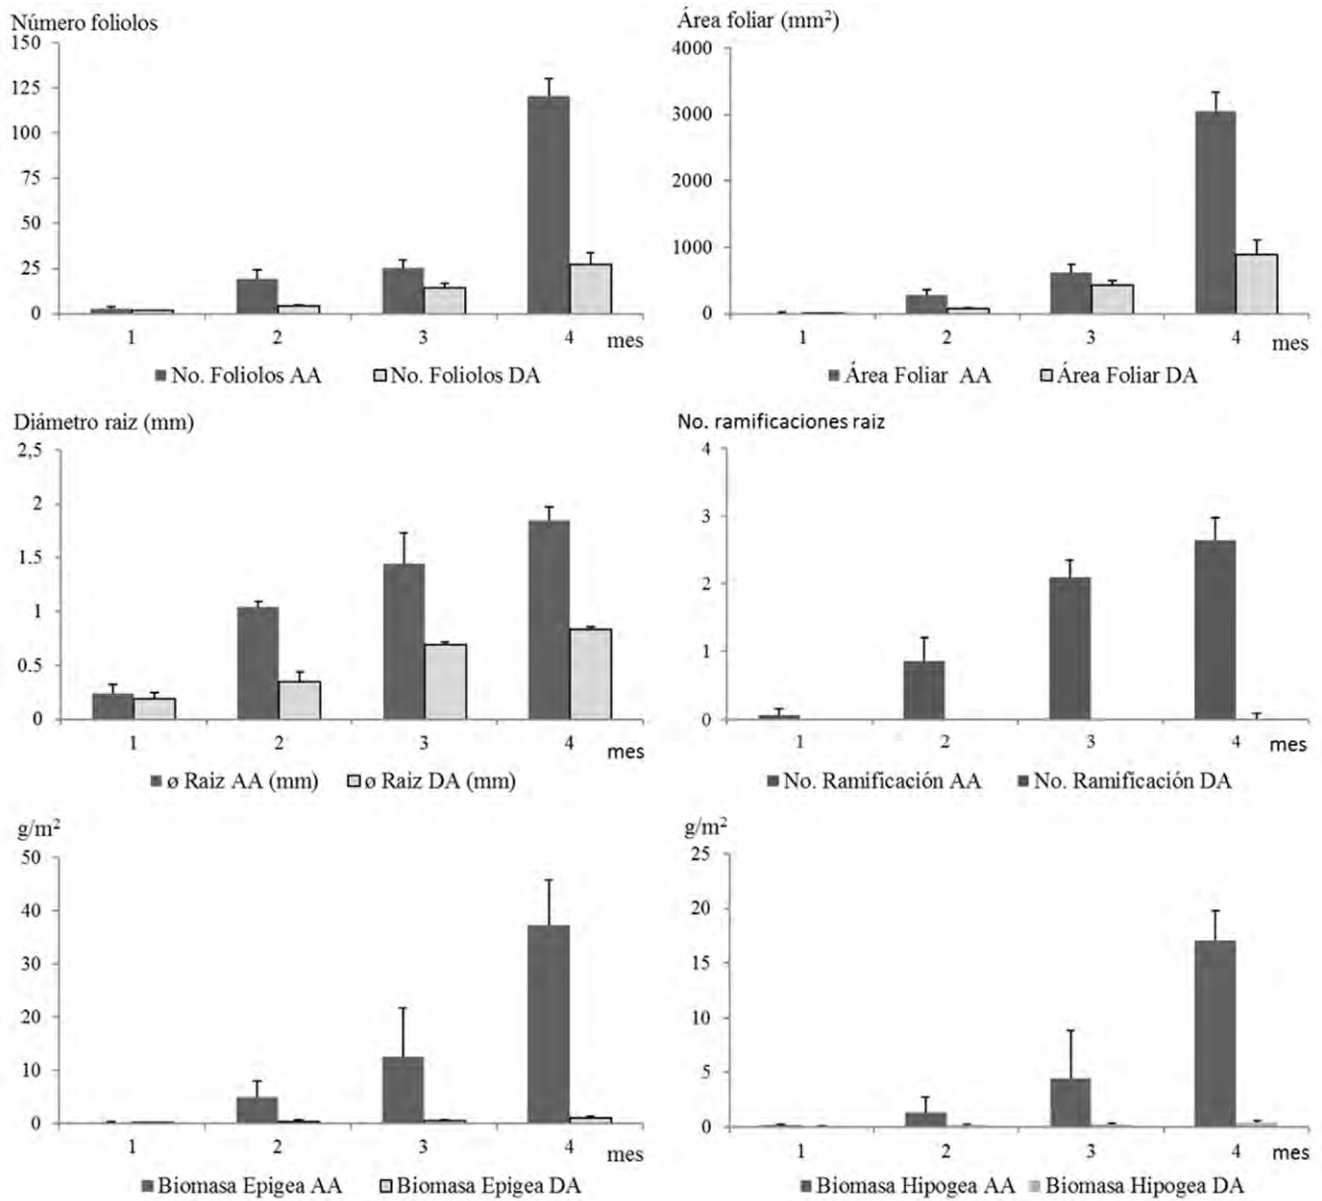 Número foliolos
150
125
100
75
50
25
0
1 2 3 4 mes
No. Foliolos AA No. Foliolos DA
Área foliar (mm²)
4000
3000
2000
1000
0
1 2 3 4 mes
Área Foliar AA Área Foliar DA
Diámetro raiz (mm)
2,5
2
1.5
1
0.5
0
1 2 3 4 mes
ø Raiz AA (mm) ø Raiz DA (mm)
No. ramificaciones raiz
4
3
2
1
0
1 2 3 4 mes
No. Ramificación AA No. Ramificación DA
g/m²
50
40
30
20
10
0
1 2 3 4 mes
Biomasa Epigea AA Biomasa Epigea DA
g/m²
25
20
15
10
5
0
1 2 3 4 mes
Biomasa Hipogea AA Biomasa Hipogea DA